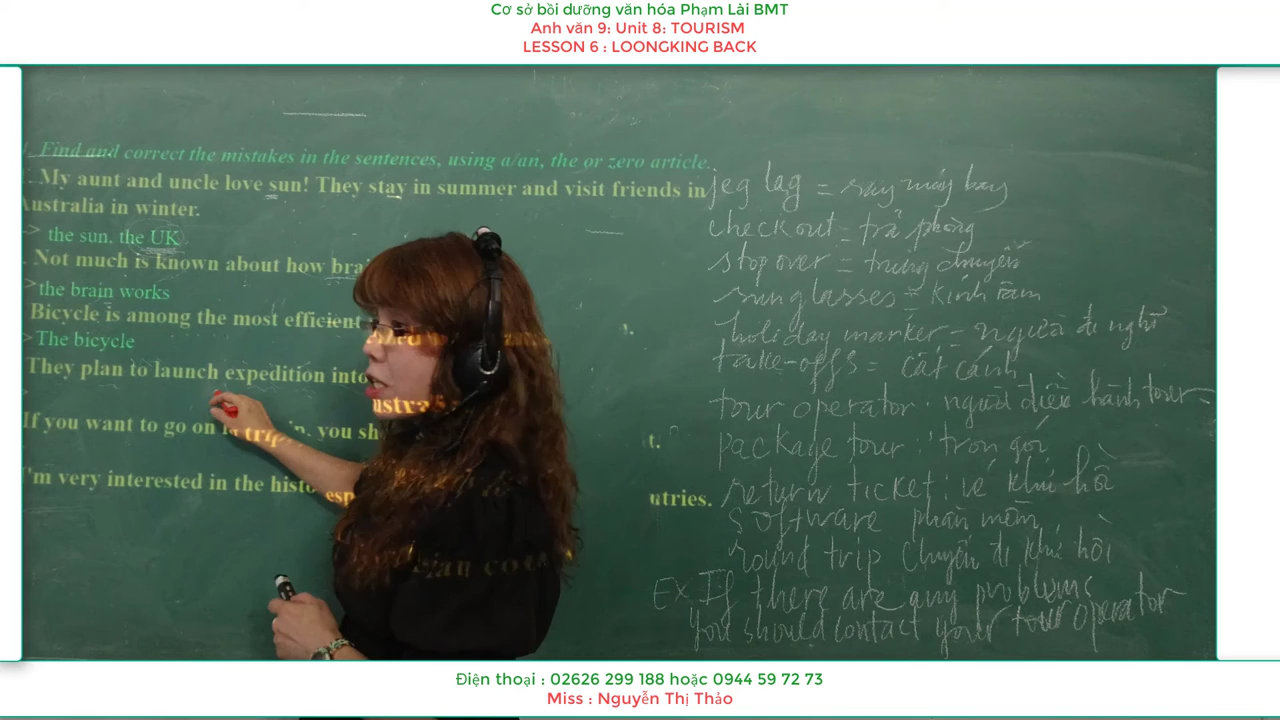 Cơ sở bồi dưỡng văn hóa Phạm Lài BMT
Anh văn 9: Unit 8: TOURISM
LESSON 6 : LOONGKING BACK
Find and correct the mistakes in the sentences, using a/an, the or zero article.
My aunt and uncle love sun! They stay in summer and visit friends in
Australia in winter.
> the sun, the UK
Not much is known about how
> the brain works
Bicycle is among the most efficient
> The bicycle
They plan to launch expedition into
If you want to go on trip, you
I'm very interested in the
jeg lag = say máy bay
check out = trả phòng
stop over = trung chuyển
sunglasses = kính râm
holiday marker = người đi nghỉ
take-offs = cất cánh
tour operator : người điều hành tour
package tour : trọn gói
return ticket : vé khứ hồi
software phần mềm
round trip chuyến đi khứ hồi
EX If there are any problems
you should contact your tour operator
Điện thoại : 02626 299 188 hoặc 0944 59 72 73
Miss : Nguyễn Thị Thảo